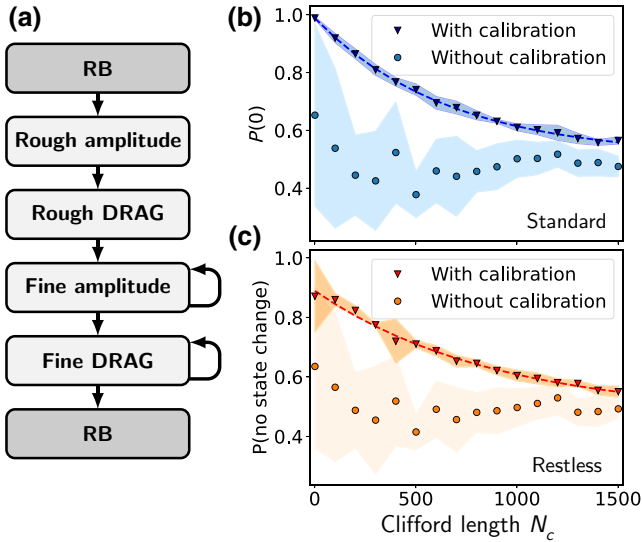 (a)
RB
Rough amplitude
Rough DRAG
Fine amplitude
Fine DRAG
RB
(b)
1.0
0.8
0.6
0.4
P(0)
With calibration
Without calibration
Standard
(c)
1.0
0.8
0.6
0.4
P(no state change)
With calibration
Without calibration
Restless
0 500 1000 1500
Clifford length N_c